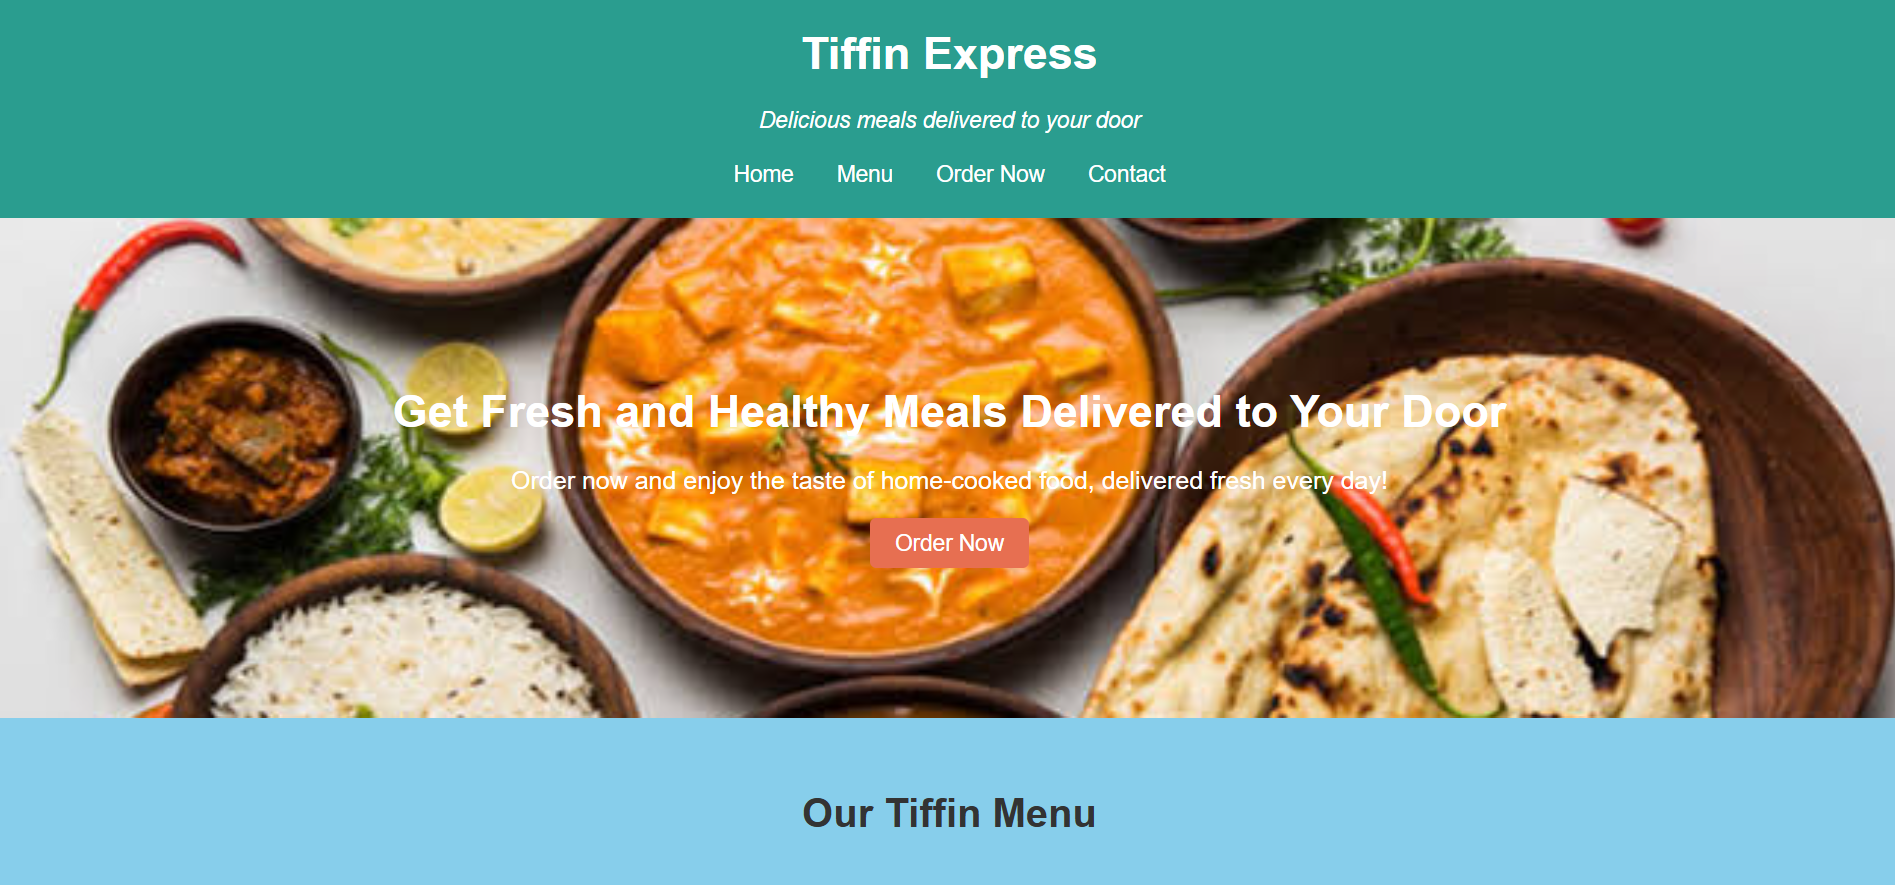 Tiffin Express
Delicious meals delivered to your door
Home Menu Order Now Contact
Get Fresh and Healthy Meals Delivered to Your Door
Order now and enjoy the taste of home-cooked food, delivered fresh every day!
Order Now
Our Tiffin Menu